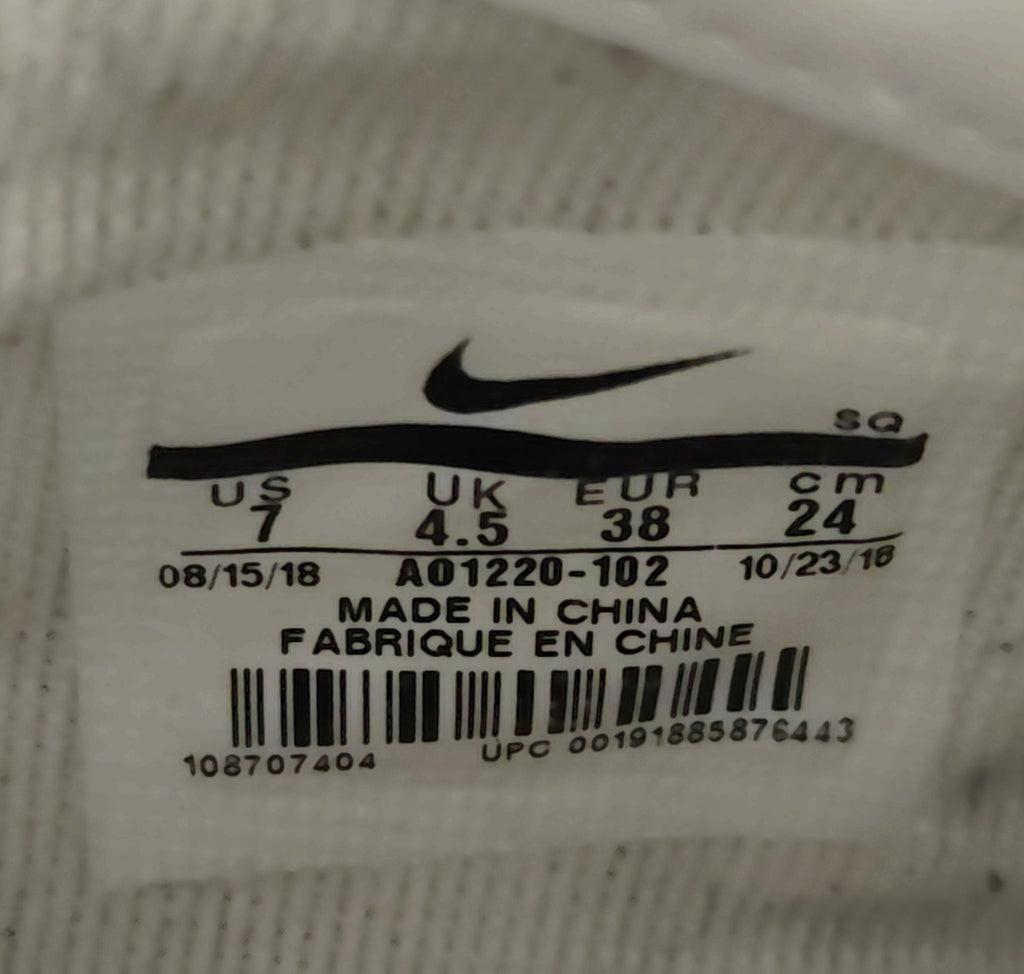 SQ
US UK EUR cm
7 4.5 38 24
08/15/18 AO1220-102 10/23/18
MADE IN CHINA
FABRIQUE EN CHINE
108707404 UPC 00191885876443